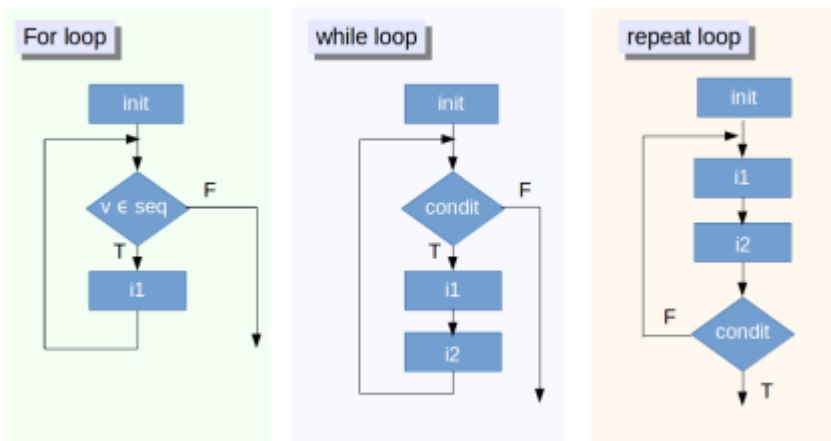 For loop
init
v ∈ seq
F
T
i1
while loop
init
condit
F
T
i1
i2
repeat loop
init
i1
i2
condit
F
T